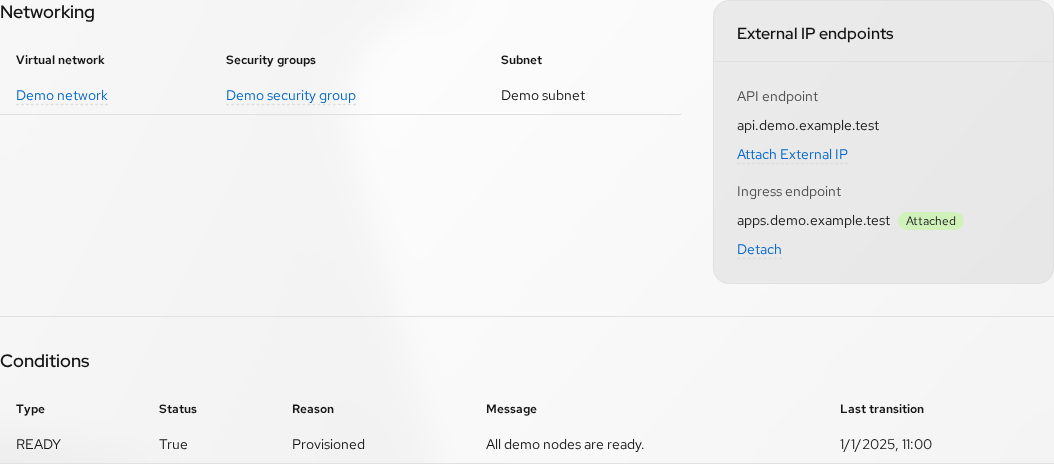 Networking
Virtual network Security groups Subnet
Demo network Demo security group Demo subnet
External IP endpoints
API endpoint
api.demo.example.test
Attach External IP
Ingress endpoint
apps.demo.example.test Attached
Detach
Conditions
Type Status Reason Message Last transition
READY True Provisioned All demo nodes are ready. 1/1/2025, 11:00